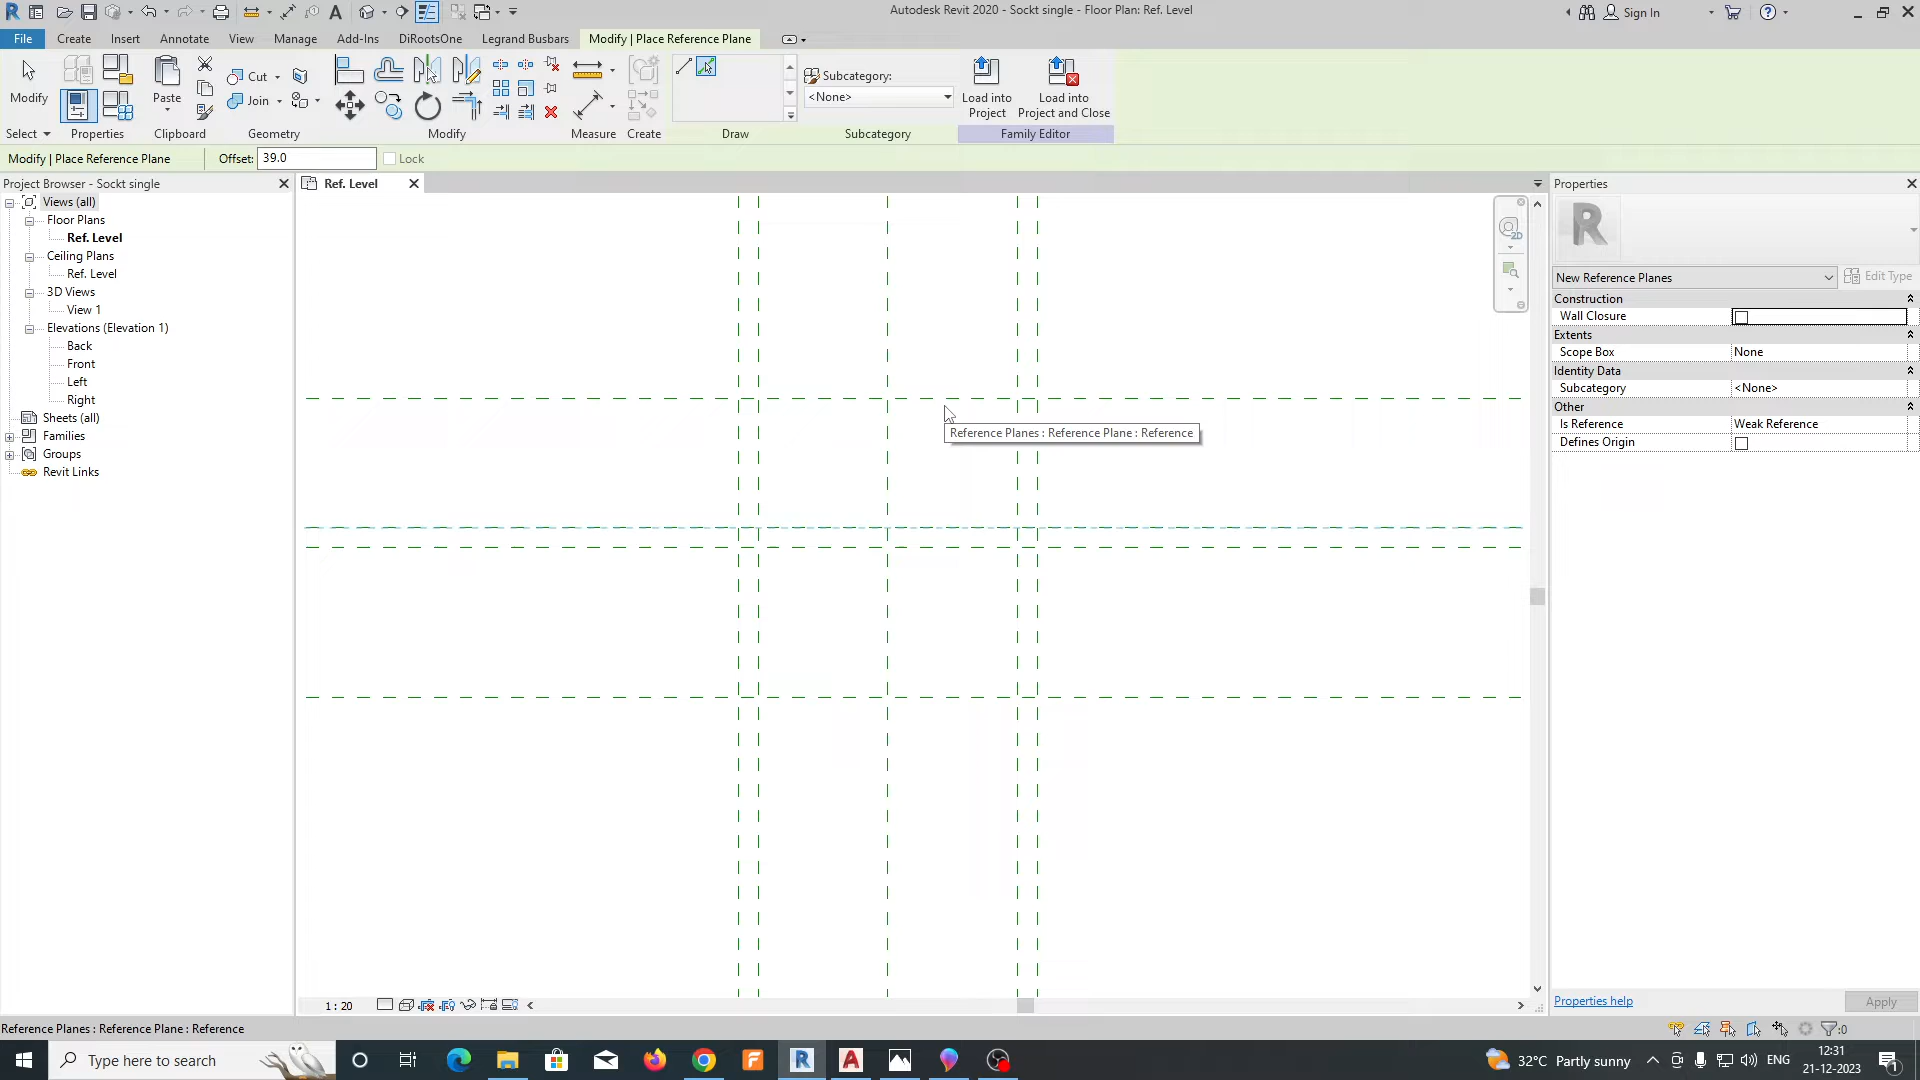 Autodesk Revit 2020 - Sockt single - Floor Plan: Ref. Level
Sign In
File
Create
Insert
Annotate
View
Manage
Add-Ins
DiRootsOne
Legrand Busbars
Modify | Place Reference Plane
Modify
Paste
Cut
Join
Subcategory:
<None>
Load into
Project
Load into
Project and Close
Select
Properties
Clipboard
Geometry
Modify
Measure
Create
Draw
Subcategory
Family Editor
Modify | Place Reference Plane
Offset:
39.0
Lock
Project Browser - Sockt single
Views (all)
Floor Plans
Ref. Level
Ceiling Plans
Ref. Level
3D Views
View 1
Elevations (Elevation 1)
Back
Front
Left
Right
Sheets (all)
Families
Groups
Revit Links
Ref. Level
2D
Reference Planes : Reference Plane : Reference
1 : 20
Properties
New Reference Planes
Edit Type
Construction
Wall Closure
Extents
Scope Box
None
Identity Data
Subcategory
<None>
Other
Is Reference
Weak Reference
Defines Origin
Properties help
Apply
Reference Planes : Reference Plane : Reference
:0
Type here to search
32°C Partly sunny
ENG
12:31
21-12-2023
1